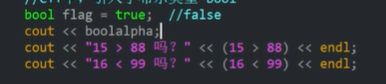 bool flag = true;  //false
cout << boolalpha;
cout << "15 > 88 吗？" << (15 > 88) << endl;
cout << "16 < 99 吗？" << (16 < 99) << endl;